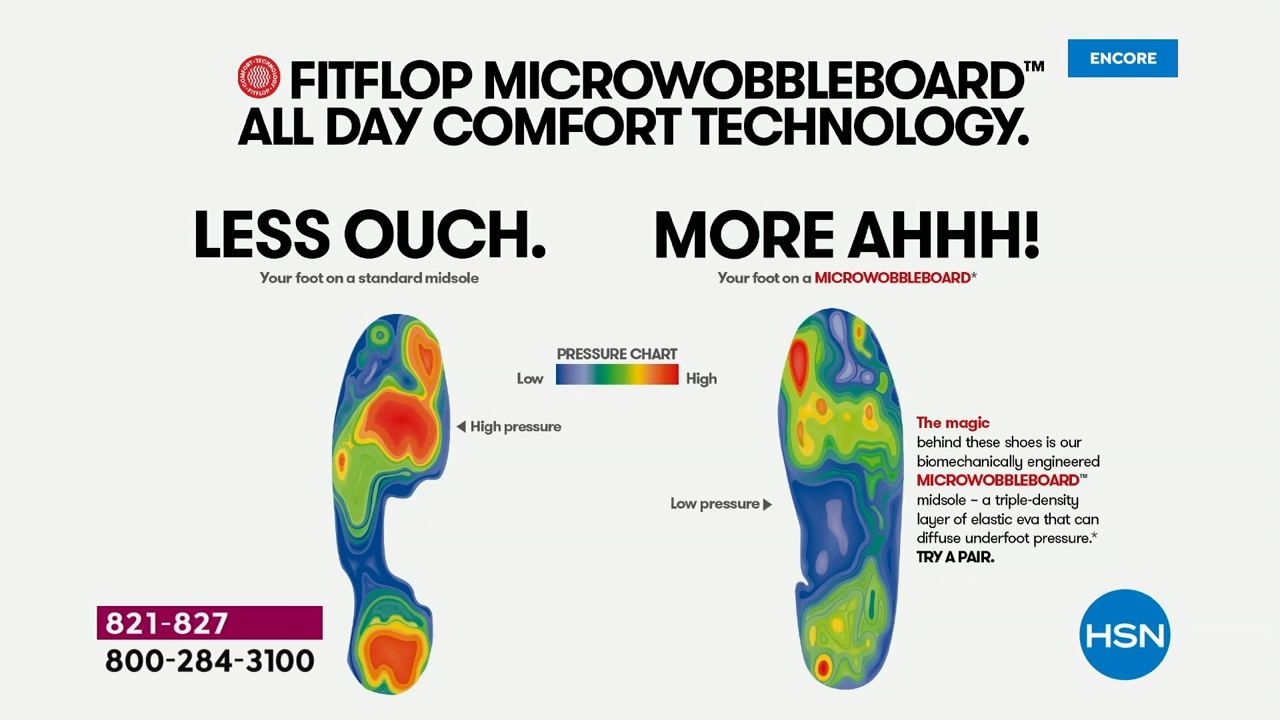 ENCORE
FITFLOP MICROWOBBLEBOARD™
ALL DAY COMFORT TECHNOLOGY.
LESS OUCH.
MORE AHHH!
Your foot on a standard midsole
Your foot on a MICROWOBBLEBOARD*
PRESSURE CHART
Low
High
High pressure
Low pressure
The magic
behind these shoes is our
biomechanically engineered
MICROWOBBLEBOARD™
midsole – a triple-density
layer of elastic eva that can
diffuse underfoot pressure.*
TRY A PAIR.
821-827
800-284-3100
HSN